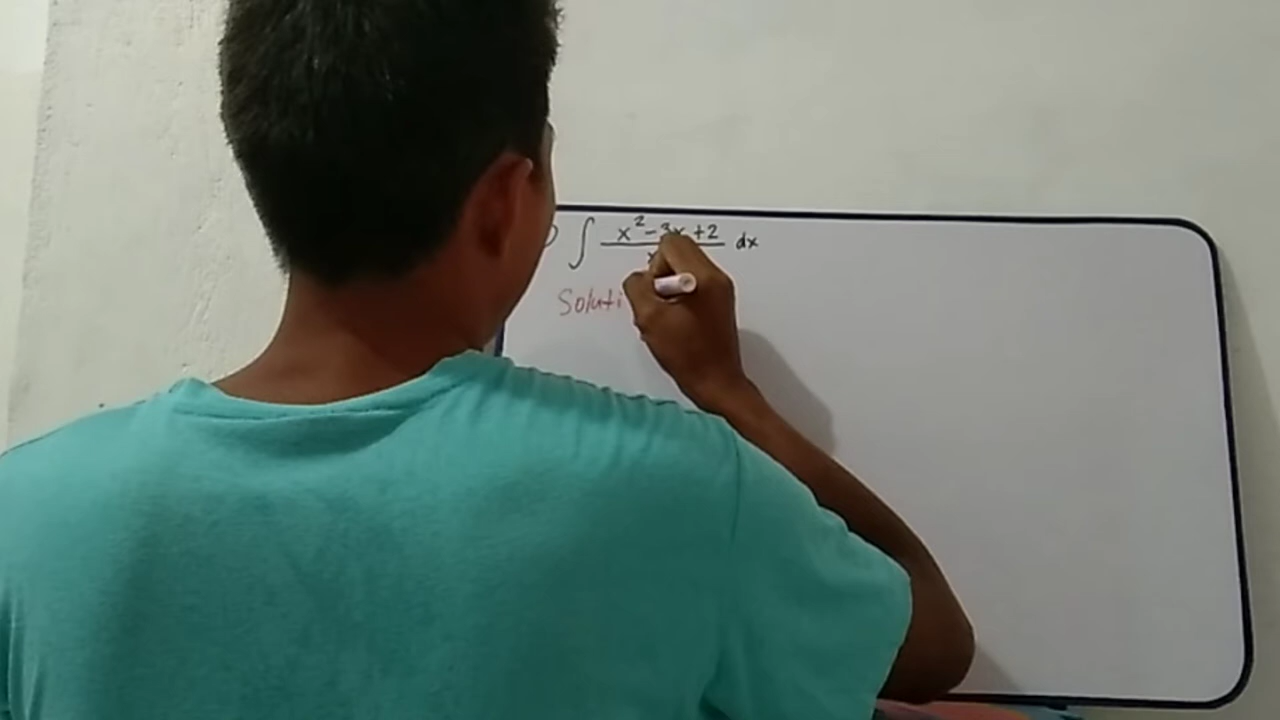 ∫ x²-3x+2 dx
x
Soluti